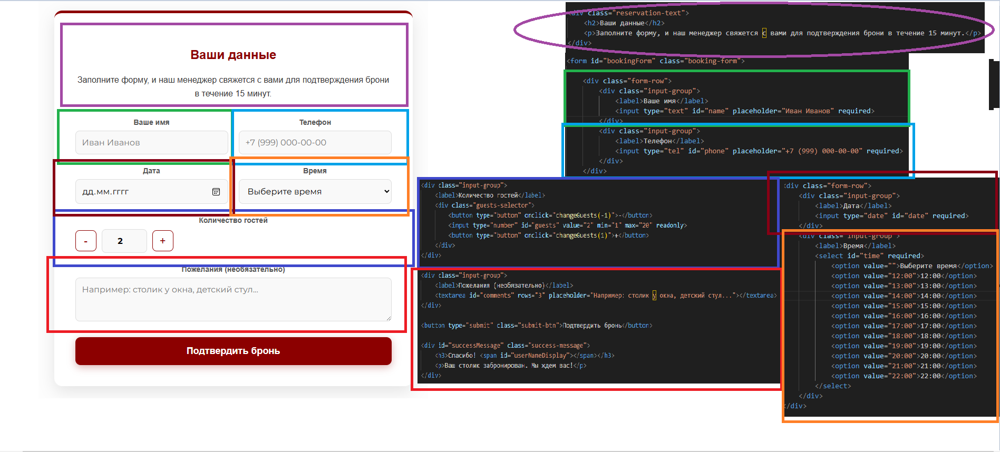 Ваши данные
Заполните форму, и наш менеджер свяжется с вами для подтверждения брони
в течение 15 минут.
Ваше имя
Телефон
Иван Иванов
+7 (999) 000-00-00
Дата
Время
дд.мм.гггг
Выберите время
Количество гостей
-
2
+
Пожелания (необязательно)
Например: столик у окна, детский стул...
Подтвердить бронь
<div class="reservation-text">
<h2>Ваши данные</h2>
<p>Заполните форму, и наш менеджер свяжется с вами для подтверждения брони в течение 15 минут.</p>
</div>
<form id="bookingForm" class="booking-form">
<div class="form-row">
<div class="input-group">
<label>Ваше имя</label>
<input type="text" id="name" placeholder="Иван Иванов" required>
</div>
<div class="input-group">
<label>Телефон</label>
<input type="tel" id="phone" placeholder="+7 (999) 000-00-00" required>
</div>
</div>
<div class="input-group">
<label>Количество гостей</label>
<div class="guests-selector">
<button type="button" onclick="changeGuests(-1)">-</button>
<input type="number" id="guests" value="2" min="1" max="20" readonly>
<button type="button" onclick="changeGuests(1)">+</button>
</div>
</div>
<div class="input-group">
<label>Пожелания (необязательно)</label>
<textarea id="comments" rows="3" placeholder="Например: столик у окна, детский стул..."></textarea>
</div>
<button type="submit" class="submit-btn">Подтвердить бронь</button>
<div id="successMessage" class="success-message">
<h3>Спасибо! <span id="userNameDisplay"></span></h3>
<p>Ваш столик забронирован. Мы ждем вас!</p>
</div>
<div class="form-row">
<div class="input-group">
<label>Дата</label>
<input type="date" id="date" required>
</div>
<div class="input-group">
<label>Время</label>
<select id="time" required>
<option value="">Выберите время</option>
<option value="12:00">12:00</option>
<option value="13:00">13:00</option>
<option value="14:00">14:00</option>
<option value="15:00">15:00</option>
<option value="16:00">16:00</option>
<option value="17:00">17:00</option>
<option value="18:00">18:00</option>
<option value="19:00">19:00</option>
<option value="20:00">20:00</option>
<option value="21:00">21:00</option>
<option value="22:00">22:00</option>
</select>
</div>
</div>